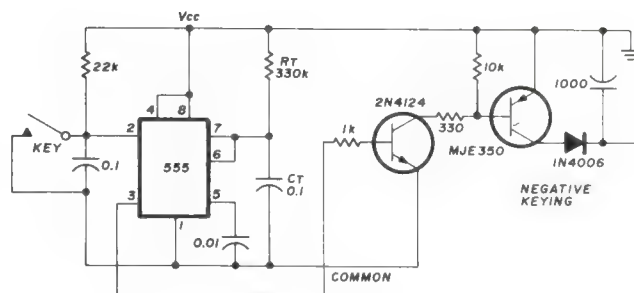 Vcc
22k
RT
330k
10k
1000
2N4124
4
8
KEY
2
7
1k
330
6
MJE350
1N4006
0.1
555
CT
0.1
3
5
NEGATIVE
KEYING
1
0.01
COMMON